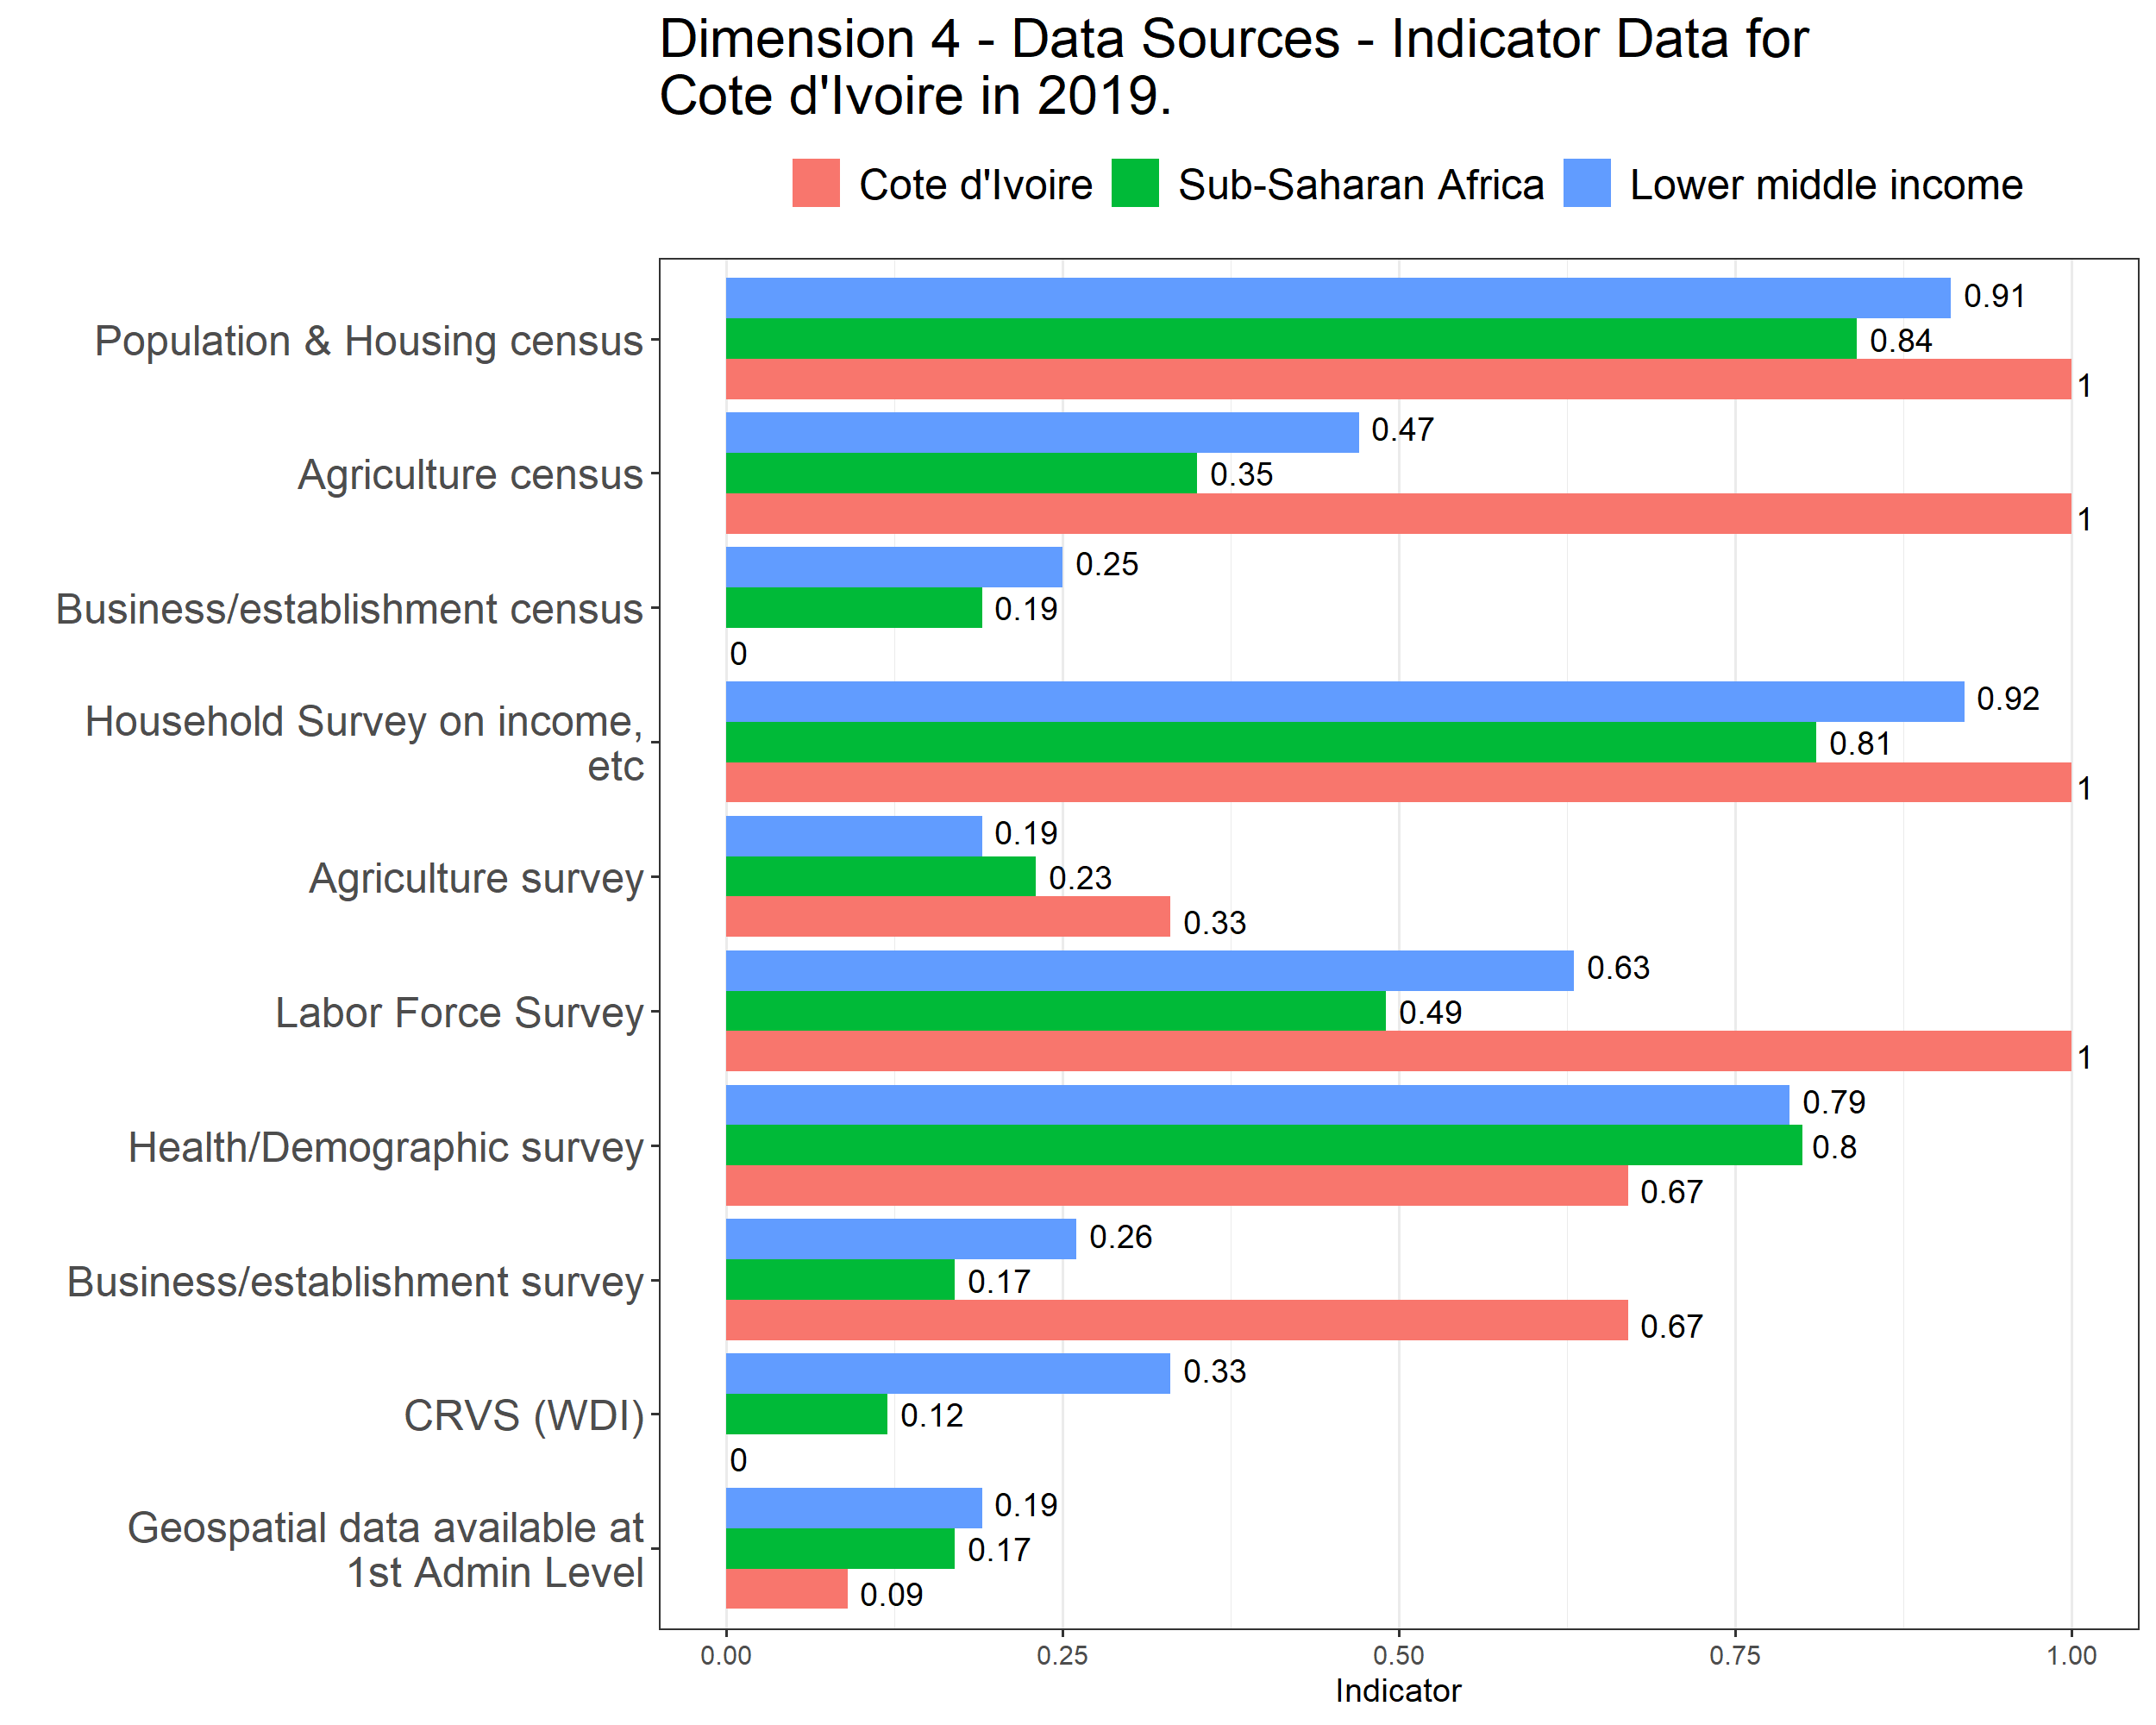 Dimension 4 - Data Sources - Indicator Data for
Cote d'Ivoire in 2019.
Cote d'Ivoire
Sub-Saharan Africa
Lower middle income
Population & Housing census
0.91
0.84
1
Agriculture census
0.47
0.35
1
Business/establishment census
0.25
0.19
0
Household Survey on income,
etc
0.92
0.81
1
Agriculture survey
0.19
0.23
0.33
Labor Force Survey
0.63
0.49
1
Health/Demographic survey
0.79
0.8
0.67
Business/establishment survey
0.26
0.17
0.67
CRVS (WDI)
0.33
0.12
0
Geospatial data available at
1st Admin Level
0.19
0.17
0.09
0.00
0.25
0.50
0.75
1.00
Indicator